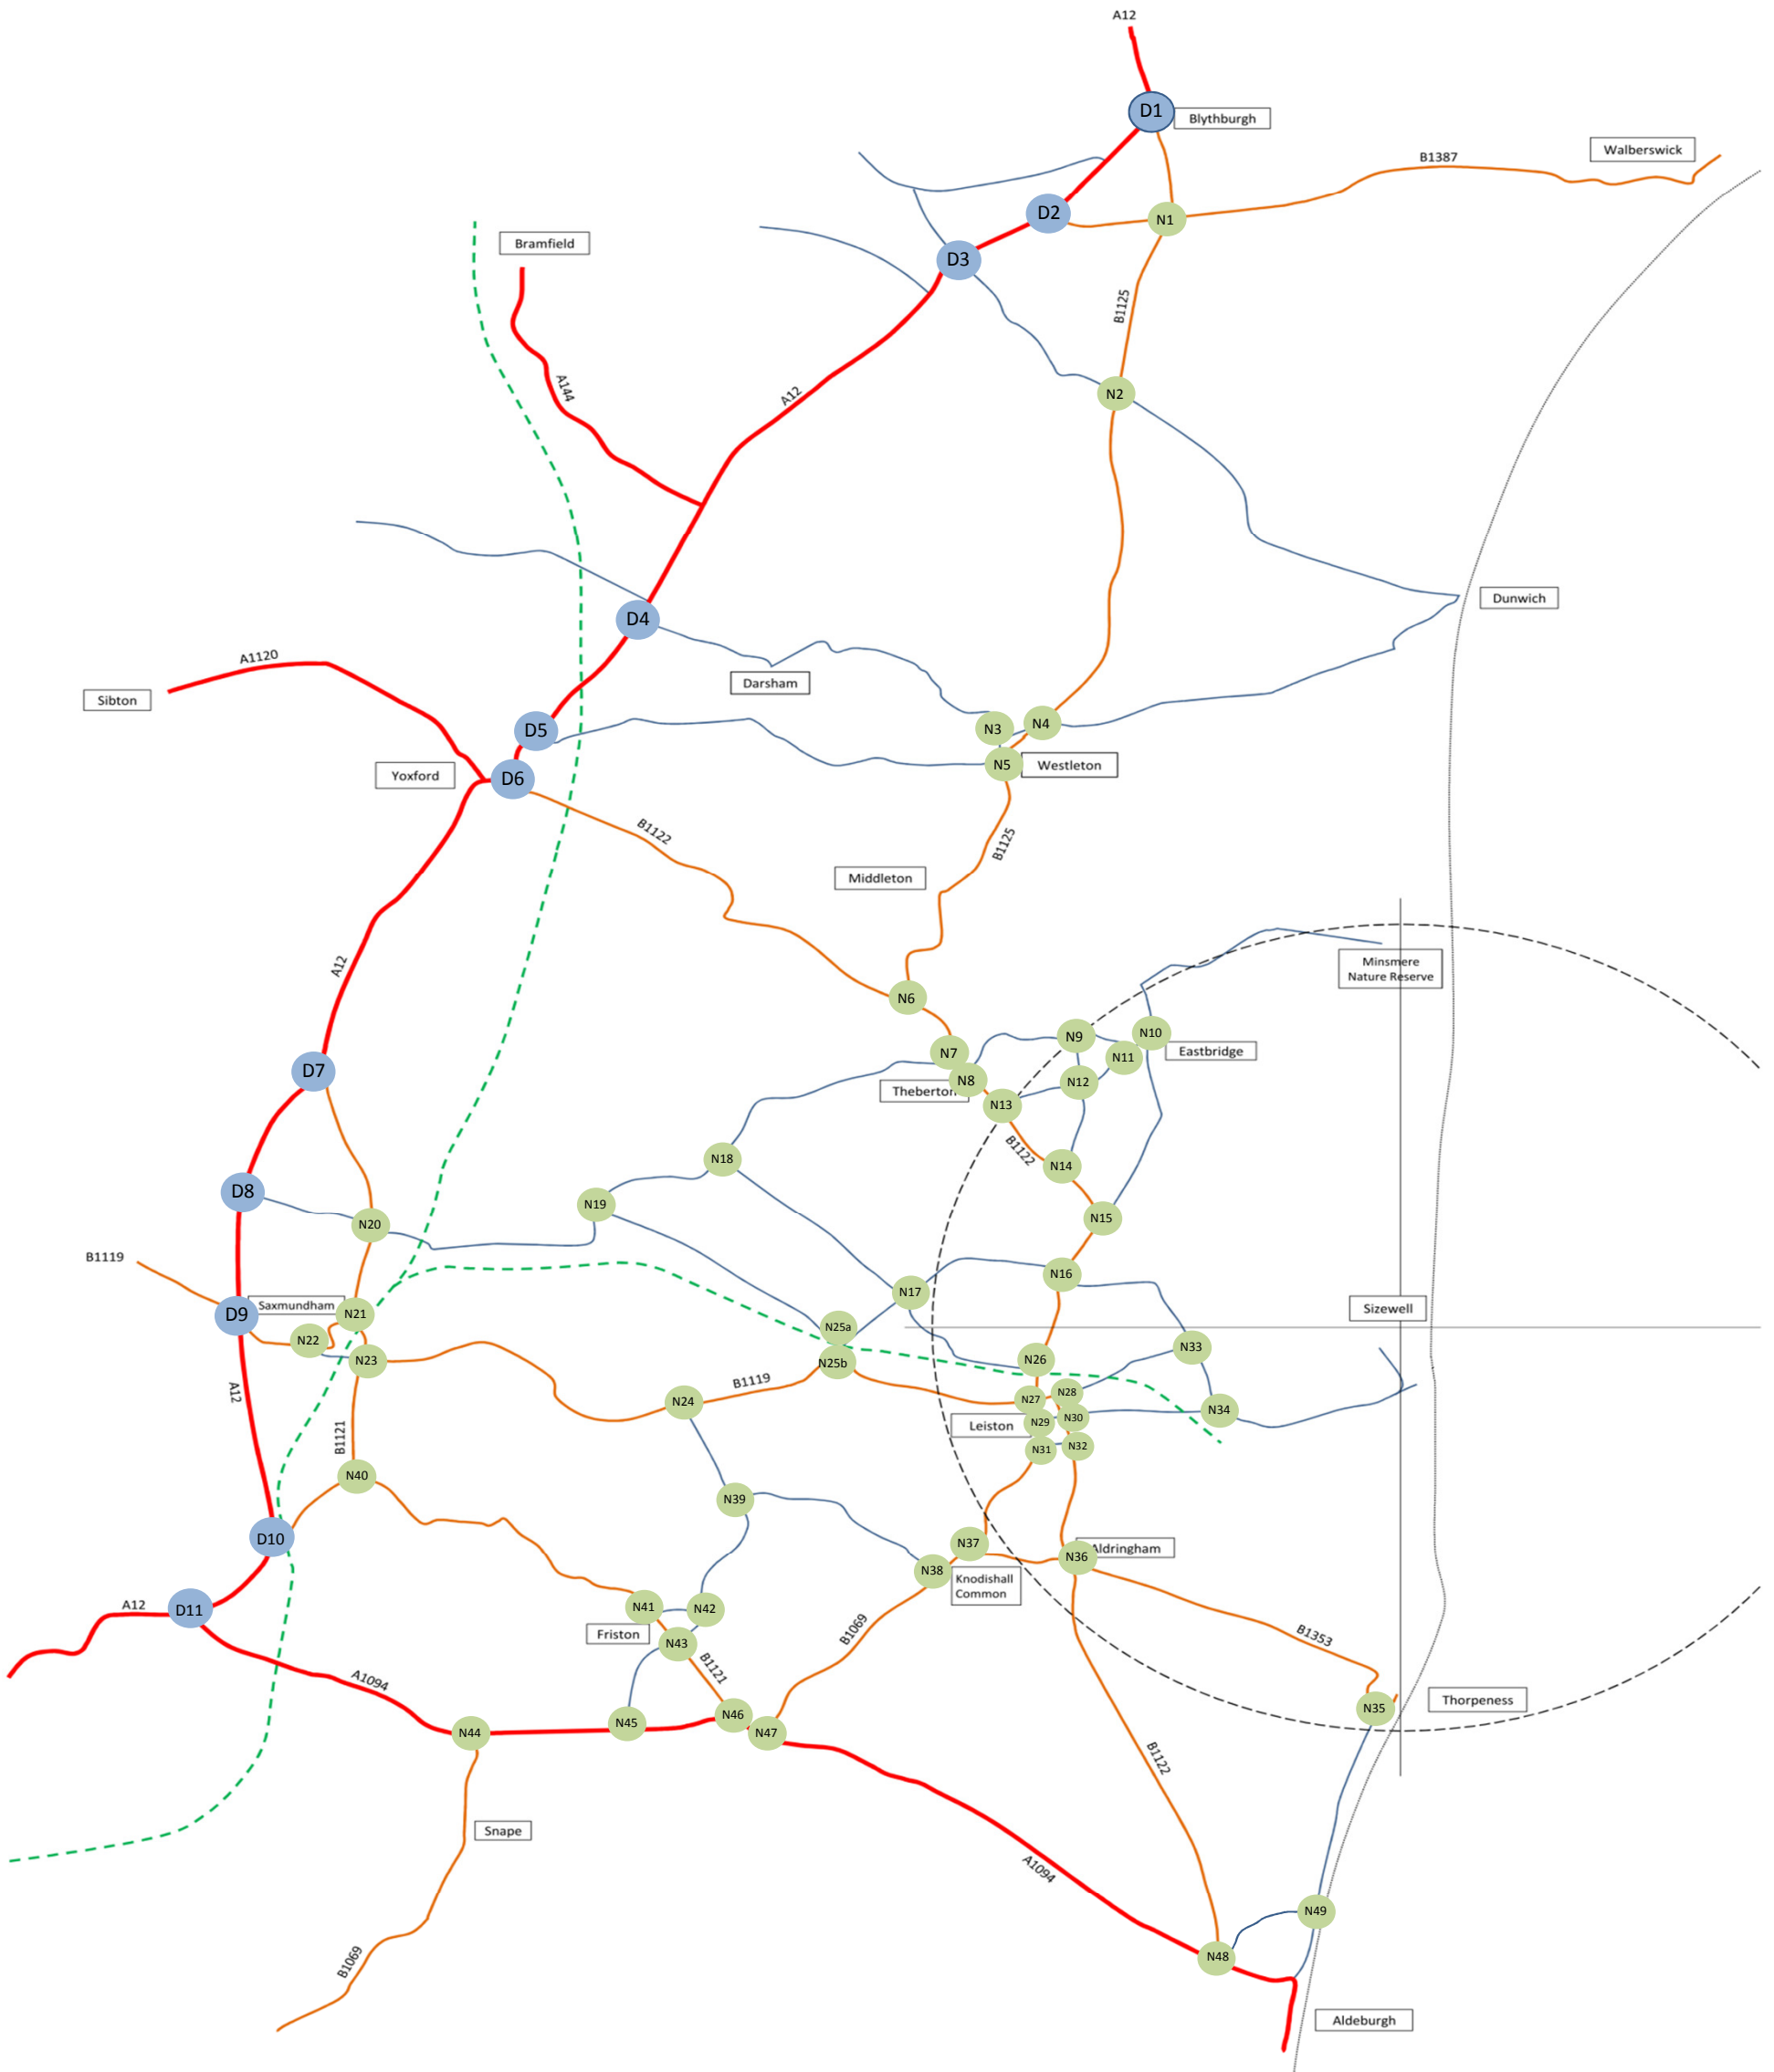 A12
D1
Blythburgh
Walberswick
B1387
D2
N1
Bramfield
D3
B1125
A144
A12
N2
Dunwich
D4
A1120
Sibton
Darsham
D5
N3
N4
Yoxford
D6
N5
Westleton
B1122
B1125
Middleton
A12
Minsmere
Nature Reserve
N6
N9
N10
N7
Eastbridge
N11
D7
N8
N12
Theberton
N13
B1122
N18
N14
D8
N19
N15
N20
B1119
N16
N17
Saxmundham
Sizewell
D9
N21
N25a
N22
N33
N23
N25b
N26
A12
B1119
N24
N27
N28
N34
Leiston
N29
N30
B1121
N31
N32
N40
N39
D10
N37
Aldringham
N36
N38
Knodishall
Common
A12
D11
N41
N42
Friston
B1069
B1353
N43
A1094
B1121
Thorpeness
N35
N46
N45
N44
N47
B1122
Snape
A1094
N49
B1069
N48
Aldeburgh